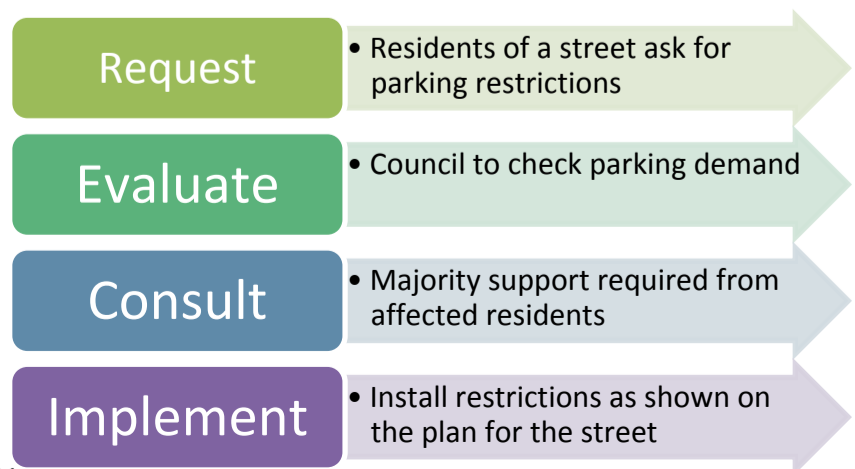 Request
• Residents of a street ask for
parking restrictions
Evaluate
• Council to check parking demand
Consult
• Majority support required from
affected residents
Implement
• Install restrictions as shown on
the plan for the street